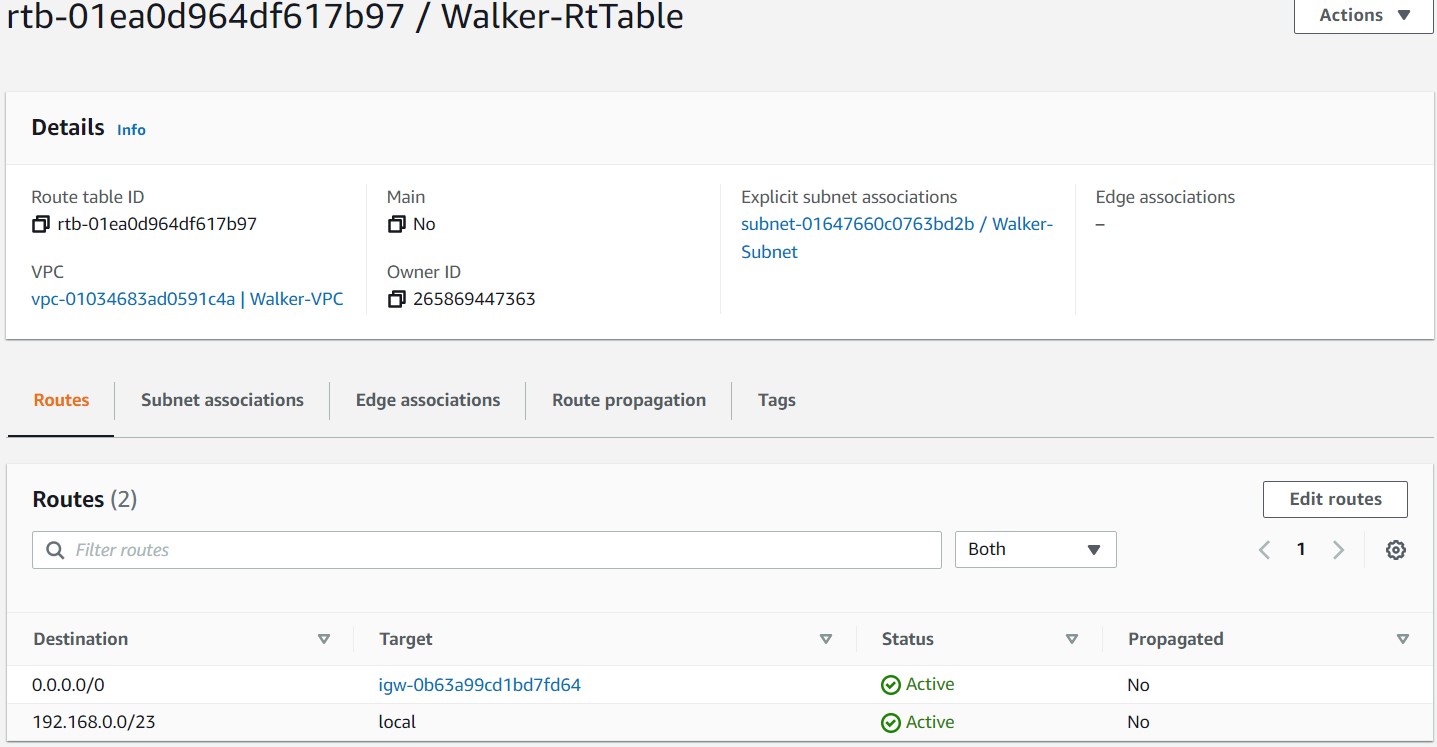 rtb-01ea0d964df617b97 / Walker-RtTable
Actions
Details Info
Route table ID
rtb-01ea0d964df617b97
Main
No
Explicit subnet associations
subnet-01647660c0763bd2b / Walker-
Subnet
Edge associations
–
VPC
vpc-01034683ad0591c4a | Walker-VPC
Owner ID
265869447363
Routes Subnet associations Edge associations Route propagation Tags
Routes (2)
Edit routes
Filter routes
Both
1
Destination Target Status Propagated
0.0.0.0/0 igw-0b63a99cd1bd7fd64 Active No
192.168.0.0/23 local Active No